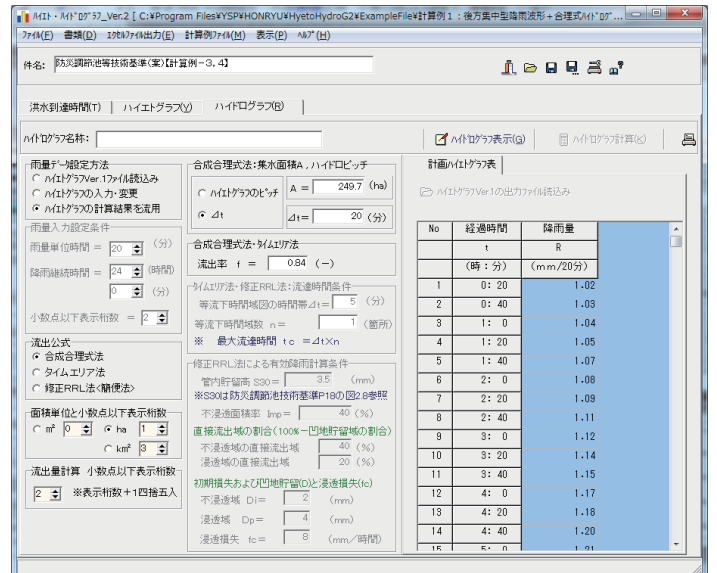 ﾊｲｴﾄ・ﾊｲﾄﾞﾛｸﾞﾗﾌ_Ver.2 [ C:¥Program Files¥YSP¥HONRYU¥HyetoHydroG2¥ExampleFile¥計算例1：後方集中型降雨波形+合理式ﾊｲﾄﾞﾛｸﾞ...
ﾌｧｲﾙ(F) 書類(D) ｴｸｾﾙﾌｧｲﾙ出力(E) 計算例ﾌｧｲﾙ(M) 表示(P) ﾍﾙﾌﾟ(H)
件名: 防災調節池等技術基準(案)【計算例-3,4】
洪水到達時間(T) | ハイエトグラフ(Y) ハイドログラフ(R)
ﾊｲﾄﾞﾛｸﾞﾗﾌ名称:
ﾊｲﾄﾞﾛｸﾞﾗﾌ表示(G) ﾊｲﾄﾞﾛｸﾞﾗﾌ計算(K)
雨量ﾃﾞｰﾀ設定方法
ﾊｲｴﾄｸﾞﾗﾌVer.1ﾌｧｲﾙ読込み
ﾊｲｴﾄｸﾞﾗﾌの入力・変更
ﾊｲｴﾄｸﾞﾗﾌの計算結果を流用
雨量入力設定条件
雨量単位時間 = 20 (分)
降雨継続時間 = 24 (時間)
0 (分)
小数点以下表示桁数 = 2
流出公式
合成合理式法
タイムエリア法
修正RRL法<簡便法>
面積単位と小数点以下表示桁数
㎡ 0 ha 1
k㎡ 3
流出量計算 小数点以下表示桁数
2 ※表示桁数+1四捨五入
合成合理式法:集水面積A,ハイドロピッチ
ﾊｲｴﾄｸﾞﾗﾌのﾋﾟｯﾁ A = 249.7 (ha)
⊿t ⊿t= 20 (分)
合成合理式法・ﾀｲﾑｴﾘｱ法
流出率 f = 0.84 (-)
ﾀｲﾑｴﾘｱ法・修正RRL法:流達時間条件
等流下時間域図の時間帯⊿t= 5 (分)
等流下時間域数 n= 1 (箇所)
※ 最大流達時間 tc =⊿t×n
修正RRL法による有効降雨計算条件
管内貯留高 S30= 3.5 (mm)
※S30は防災調節池技術基準P18の図2.8参照
不浸透面積率 Imp= 40 (%)
直接流出域の割合(100%-凹地貯留域の割合)
不浸透域の直接流出域 40 (%)
浸透域の直接流出域 20 (%)
初期損失および凹地貯留(D)と浸透損失(fc)
不浸透域 Di= 2 (mm)
浸透域 Dp= 4 (mm)
浸透損失 fc= 8 (mm/時間)
計画ﾊｲｴﾄｸﾞﾗﾌ表
ﾊｲｴﾄｸﾞﾗﾌVer1の出力ﾌｧｲﾙ読込み
No 経過時間 降雨量
t R
(時:分) (mm/20分)
1 0: 20 1.02
2 0: 40 1.03
3 1: 0 1.04
4 1: 20 1.05
5 1: 40 1.07
6 2: 0 1.08
7 2: 20 1.09
8 2: 40 1.11
9 3: 0 1.12
10 3: 20 1.14
11 3: 40 1.15
12 4: 0 1.17
13 4: 20 1.18
14 4: 40 1.20
15 5: 0 1.21